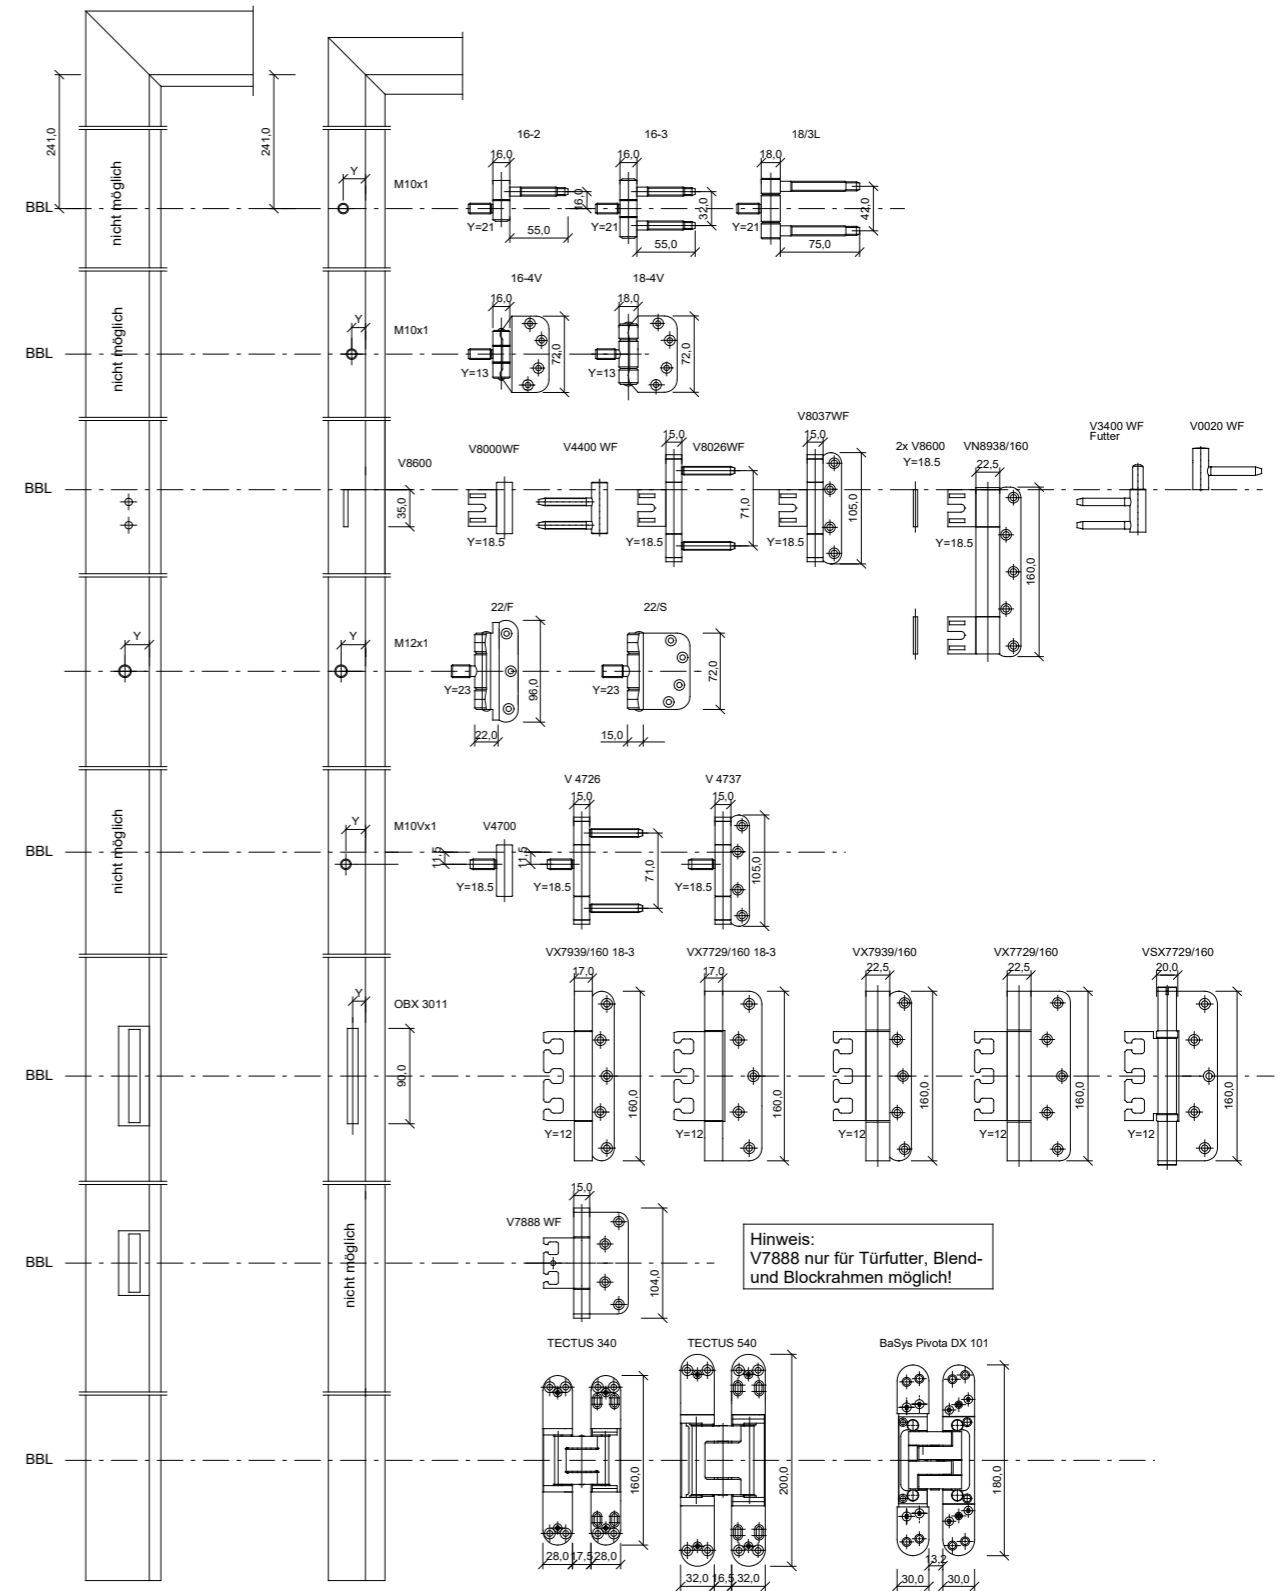 241,0
241,0
16-2
16-3
18/3L
16,0
16,0
18,0
nicht möglich
Y
M10x1
BBL
16,0
32,0
42,0
Y=21
Y=21
Y=21
55,0
55,0
75,0
16-4V
18-4V
16,0
18,0
nicht möglich
Y
M10x1
BBL
72,0
72,0
Y=13
Y=13
V8037WF
V3400 WF
Futter
V0020 WF
15,0
15,0
V8000WF
V4400 WF
V8026WF
2x V8600
VN8938/160
Y=18.5
22,5
V8600
BBL
35,0
71,0
105,0
Y=18.5
Y=18.5
Y=18.5
Y=18.5
160,0
22/F
22/S
Y
Y
M12x1
96,0
72,0
Y=23
Y=23
22,0
15,0
V 4726
V 4737
15,0
15,0
nicht möglich
Y
M10Vx1
V4700
BBL
11,5
11,5
71,0
105,0
Y=18.5
Y=18.5
Y=18.5
VX7939/160 18-3
VX7729/160 18-3
VX7939/160
VX7729/160
VSX7729/160
17,0
17,0
22,5
22,5
20,0
Y
OBX 3011
BBL
90,0
160,0
160,0
160,0
160,0
160,0
Y=12
Y=12
Y=12
Y=12
Y=12
15,0
V7888 WF
nicht möglich
BBL
104,0
Hinweis:
V7888 nur für Türfutter, Blend-
und Blockrahmen möglich!
TECTUS 340
TECTUS 540
BaSys Pivota DX 101
BBL
160,0
200,0
180,0
28,0
17,5
28,0
32,0
16,5
32,0
13,2
30,0
30,0